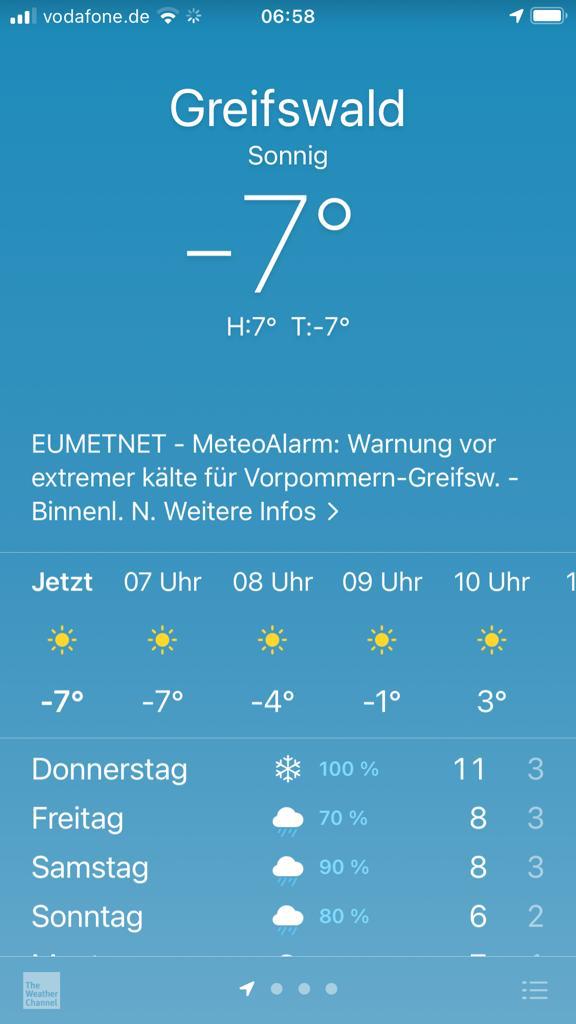 vodafone.de 06:58
Greifswald
Sonnig
-7°
H:7° T:-7°
EUMETNET - MeteoAlarm: Warnung vor
extremer kälte für Vorpommern-Greifsw. -
Binnenl. N. Weitere Infos >
Jetzt 07 Uhr 08 Uhr 09 Uhr 10 Uhr 1
-7° -7° -4° -1° 3°
Donnerstag 100 % 11 3
Freitag 70 % 8 3
Samstag 90 % 8 3
Sonntag 80 % 6 2
The
Weather
Channel